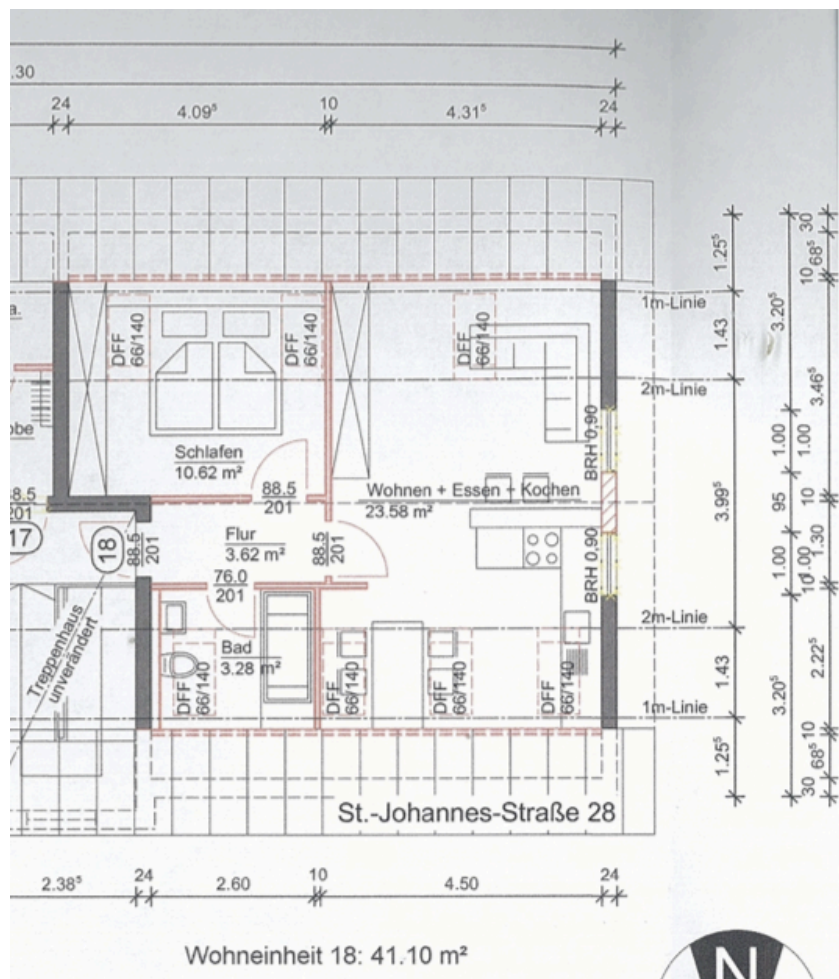 .30
24 4.09⁵ 10 4.31⁵ 24
1.25⁵
30
10 68⁵
1m-Linie
a.
DFF
66/140
DFF
66/140
DFF
66/140
1.43
3.20⁵
2m-Linie
3.46⁵
obe
Schlafen
10.62 m²
BRH 0,90
1.00
1.00
88.5
201
Wohnen + Essen + Kochen
23.58 m²
3.99⁵
95
10
8.5
201
17
18
88.5
201
Flur
3.62 m²
88.5
201
76.0
201
BRH 0,90
1.00
1.00
1.30
10
Treppenhaus
unverändert
Bad
3.28 m²
2m-Linie
DFF
66/140
DFF
66/140
DFF
66/140
DFF
66/140
1.43
3.20⁵
2.22⁵
1m-Linie
1.25⁵
10
68⁵
30
St.-Johannes-Straße 28
2.38⁵ 24 2.60 10 4.50 24
Wohneinheit 18: 41.10 m²
N